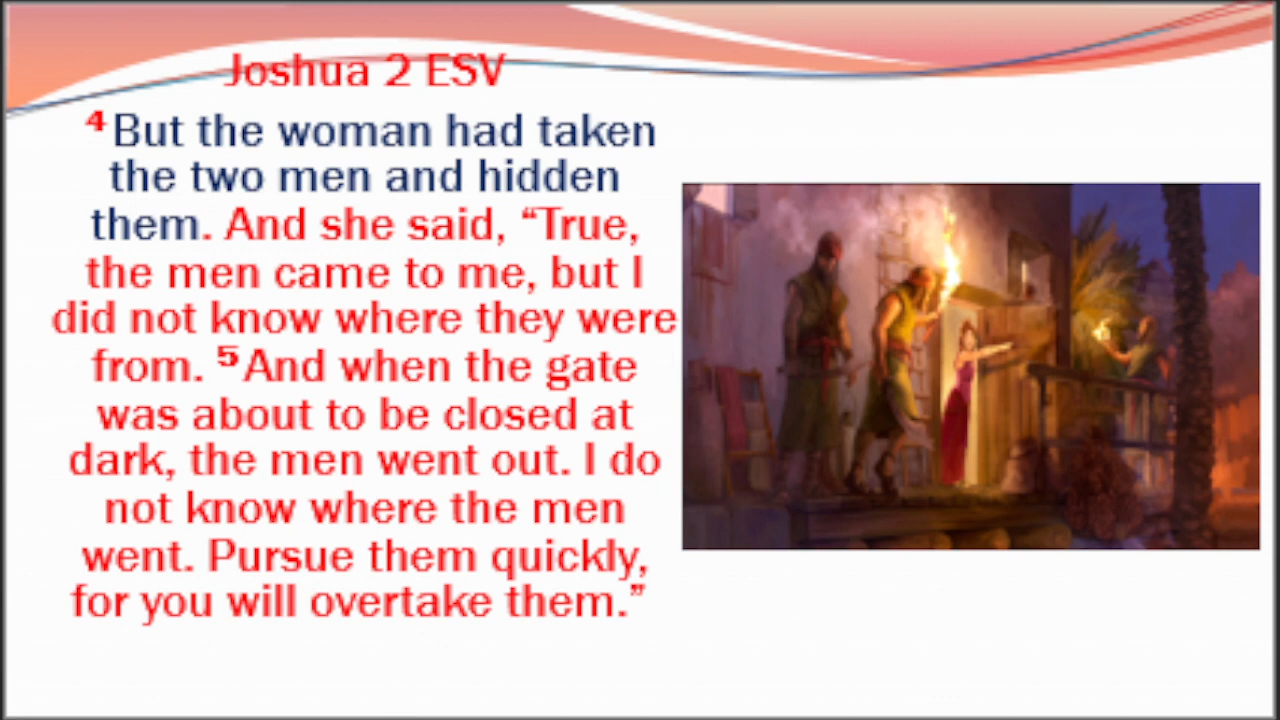 Joshua 2 ESV
4 But the woman had taken
the two men and hidden
them. And she said, “True,
the men came to me, but I
did not know where they were
from. 5 And when the gate
was about to be closed at
dark, the men went out. I do
not know where the men
went. Pursue them quickly,
for you will overtake them.”